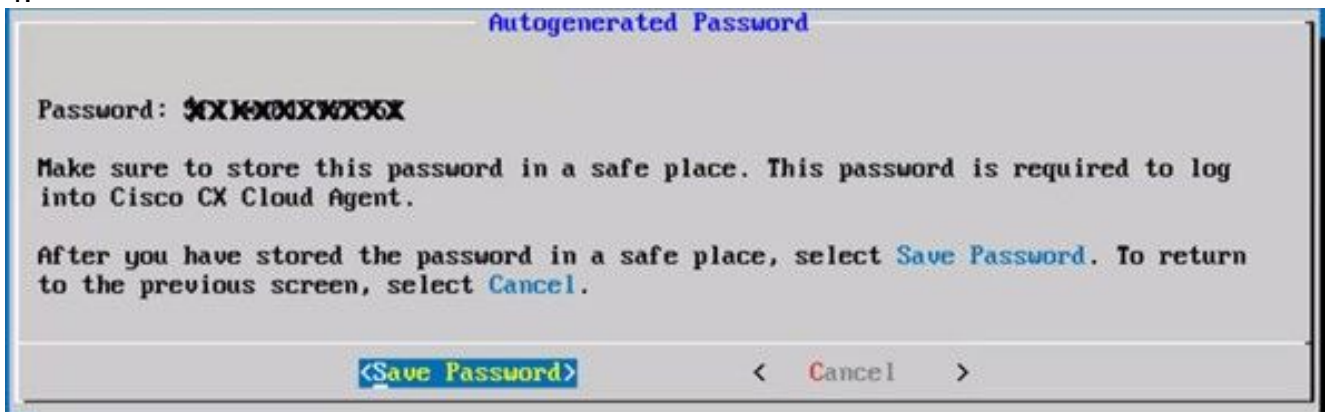 Autogenerated Password
Password:
Make sure to store this password in a safe place. This password is required to log
into Cisco CX Cloud Agent.
After you have stored the password in a safe place, select Save Password. To return
to the previous screen, select Cancel.
<Save Password> < Cancel >